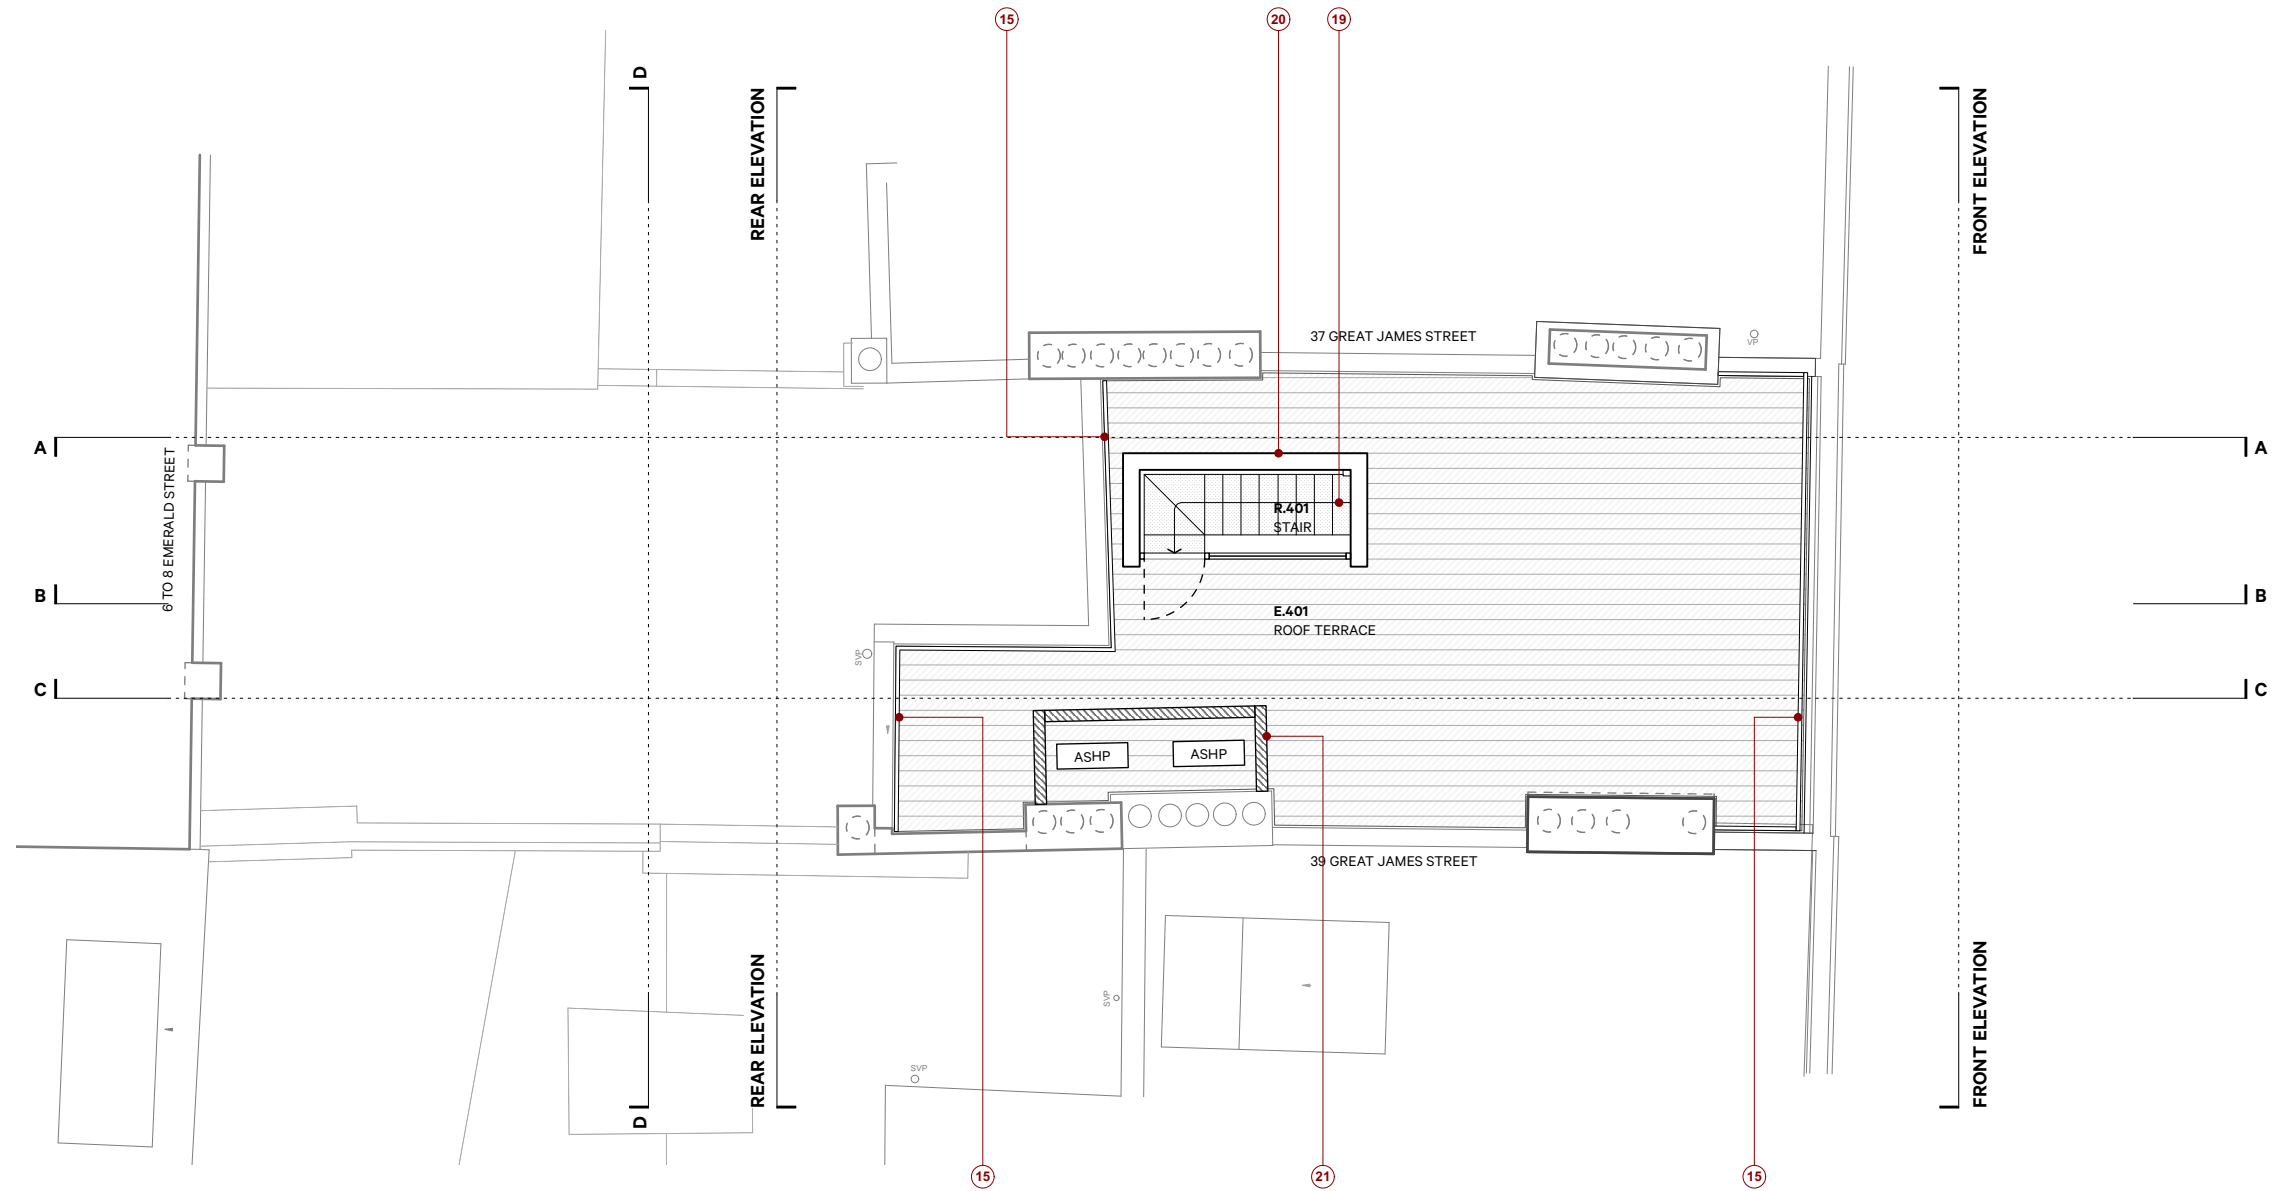 15
20
19
D
REAR ELEVATION
FRONT ELEVATION
37 GREAT JAMES STREET
VP
A
A
6 TO 8 EMERALD STREET
R.401
STAIR
B
B
E.401
ROOF TERRACE
SVP
C
C
ASHP
ASHP
39 GREAT JAMES STREET
SVP
SVP
REAR ELEVATION
FRONT ELEVATION
D
15
21
15